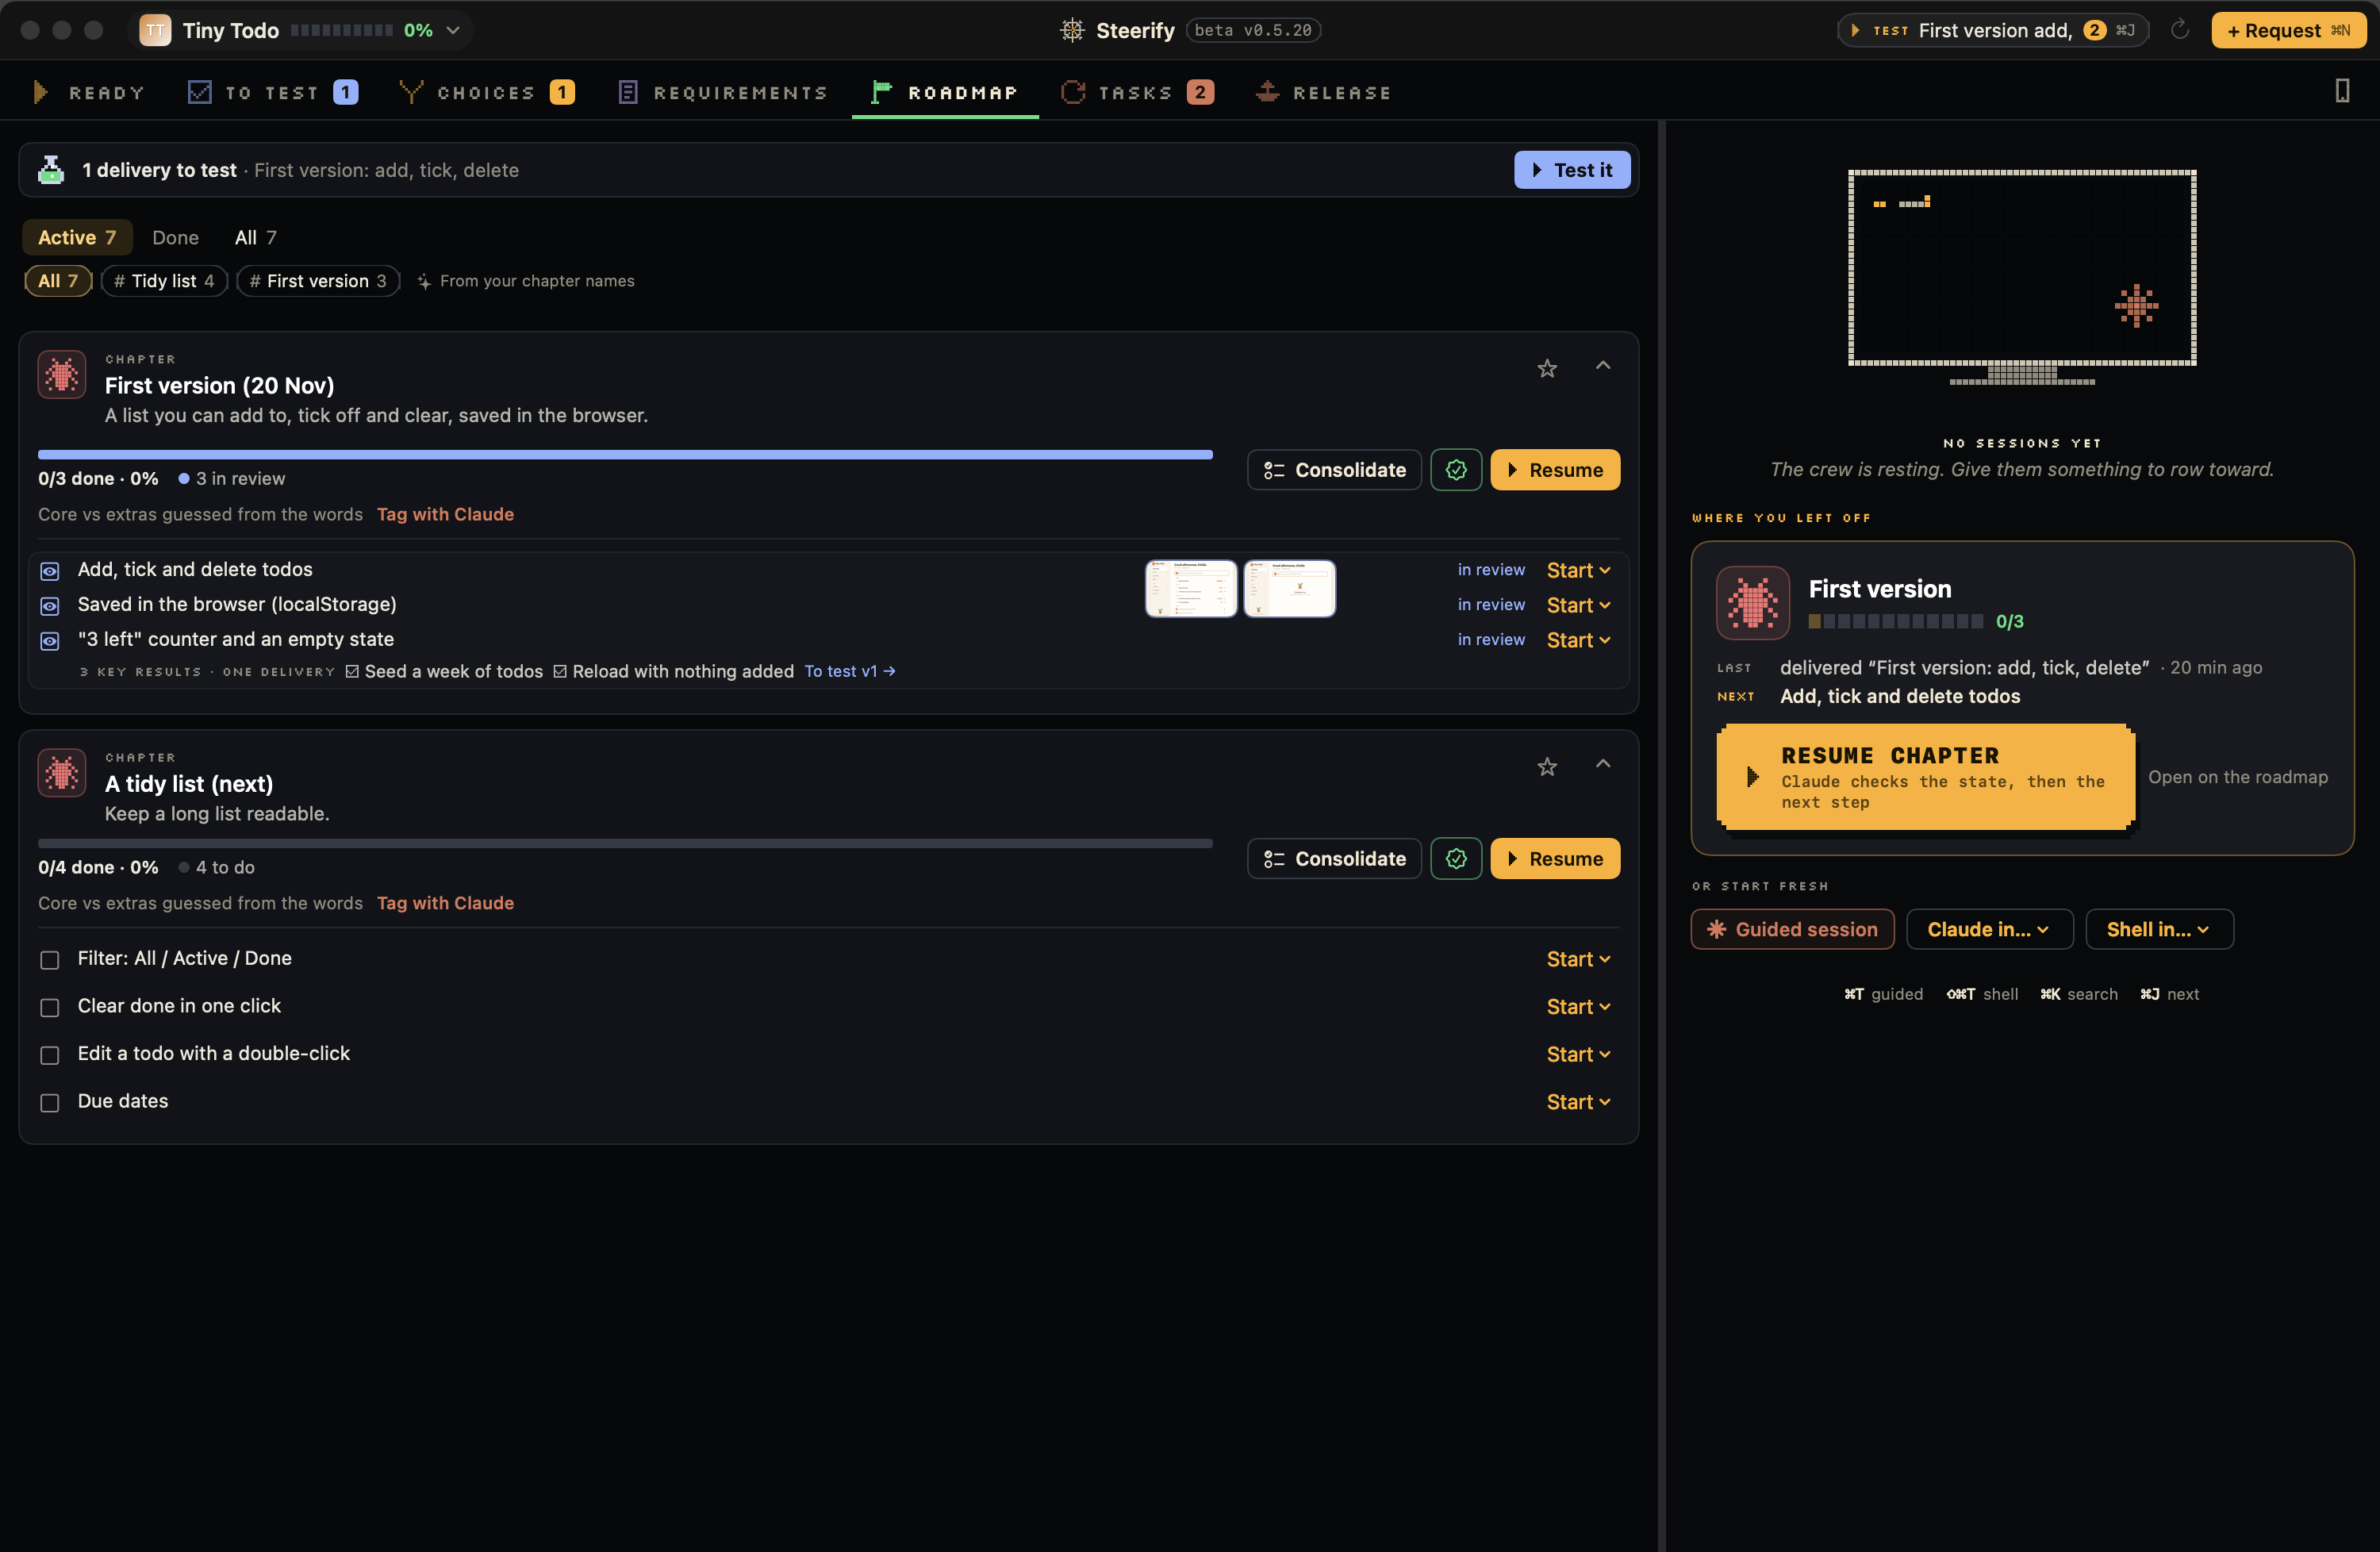 TT Tiny Todo 0%
Steerify beta v0.5.20
TEST First version add, 2 ⌘J
+ Request ⌘N
READY
TO TEST 1
CHOICES 1
REQUIREMENTS
ROADMAP
TASKS 2
RELEASE
1 delivery to test · First version: add, tick, delete
Test it
Active 7 Done All 7
All 7 # Tidy list 4 # First version 3 From your chapter names
CHAPTER
First version (20 Nov)
A list you can add to, tick off and clear, saved in the browser.
0/3 done · 0% 3 in review
Consolidate Resume
Core vs extras guessed from the words Tag with Claude
Add, tick and delete todos in review Start
Saved in the browser (localStorage) in review Start
"3 left" counter and an empty state in review Start
3 KEY RESULTS · ONE DELIVERY Seed a week of todos Reload with nothing added To test v1 →
CHAPTER
A tidy list (next)
Keep a long list readable.
0/4 done · 0% 4 to do
Consolidate Resume
Core vs extras guessed from the words Tag with Claude
Filter: All / Active / Done Start
Clear done in one click Start
Edit a todo with a double-click Start
Due dates Start
NO SESSIONS YET
The crew is resting. Give them something to row toward.
WHERE YOU LEFT OFF
First version
0/3
LAST delivered “First version: add, tick, delete” · 20 min ago
NEXT Add, tick and delete todos
RESUME CHAPTER
Claude checks the state, then the
next step
Open on the roadmap
OR START FRESH
Guided session Claude in... Shell in...
⌘T guided ⇧⌘T shell ⌘K search ⌘J next